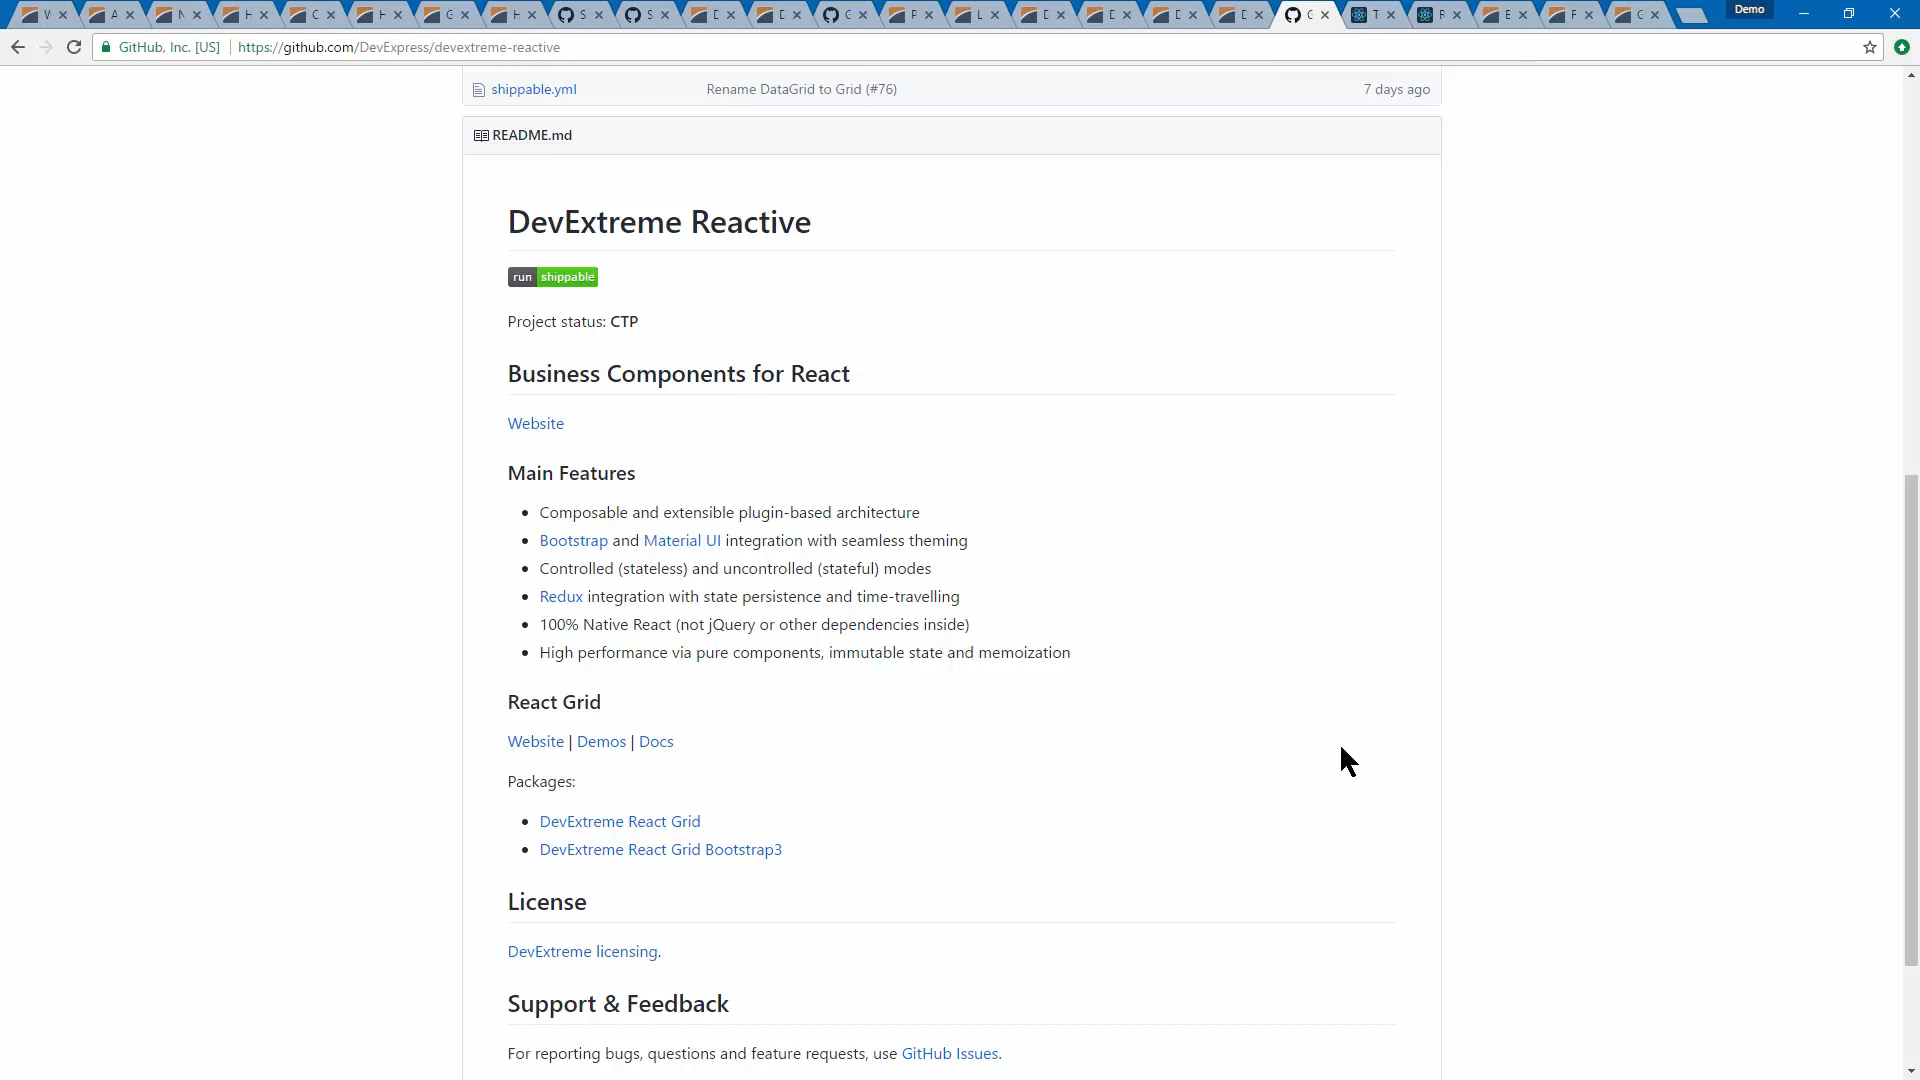 W
A
N
H
C
H
G
H
S
S
D
D
G
P
L
D
D
D
D
G
T
R
E
F
G
Demo
GitHub, Inc. [US]
https://github.com/DevExpress/devextreme-reactive
shippable.yml
Rename DataGrid to Grid (#76)
7 days ago
README.md
DevExtreme Reactive
run shippable
Project status: CTP
Business Components for React
Website
Main Features
Composable and extensible plugin-based architecture
Bootstrap and Material UI integration with seamless theming
Controlled (stateless) and uncontrolled (stateful) modes
Redux integration with state persistence and time-travelling
100% Native React (not jQuery or other dependencies inside)
High performance via pure components, immutable state and memoization
React Grid
Website | Demos | Docs
Packages:
DevExtreme React Grid
DevExtreme React Grid Bootstrap3
License
DevExtreme licensing.
Support & Feedback
For reporting bugs, questions and feature requests, use GitHub Issues.